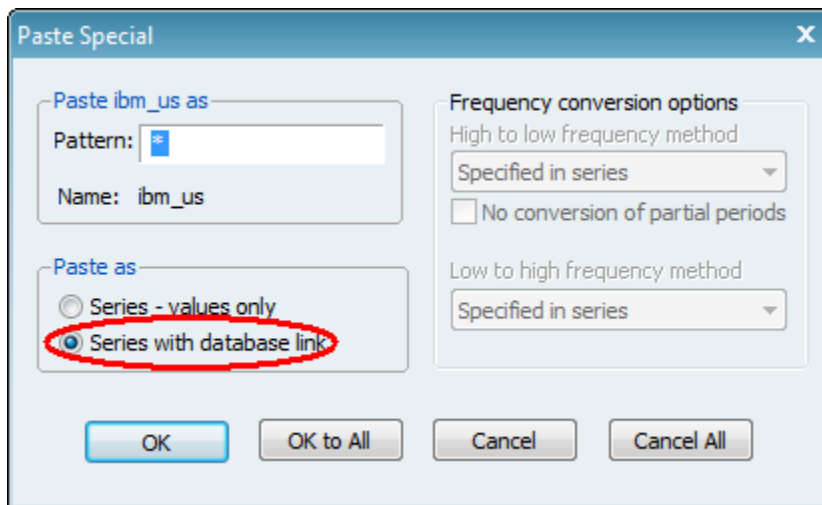 Paste Special
x
Paste ibm_us as
Pattern: *
Name: ibm_us
Paste as
Series - values only
Series with database link
Frequency conversion options
High to low frequency method
Specified in series
No conversion of partial periods
Low to high frequency method
Specified in series
OK
OK to All
Cancel
Cancel All